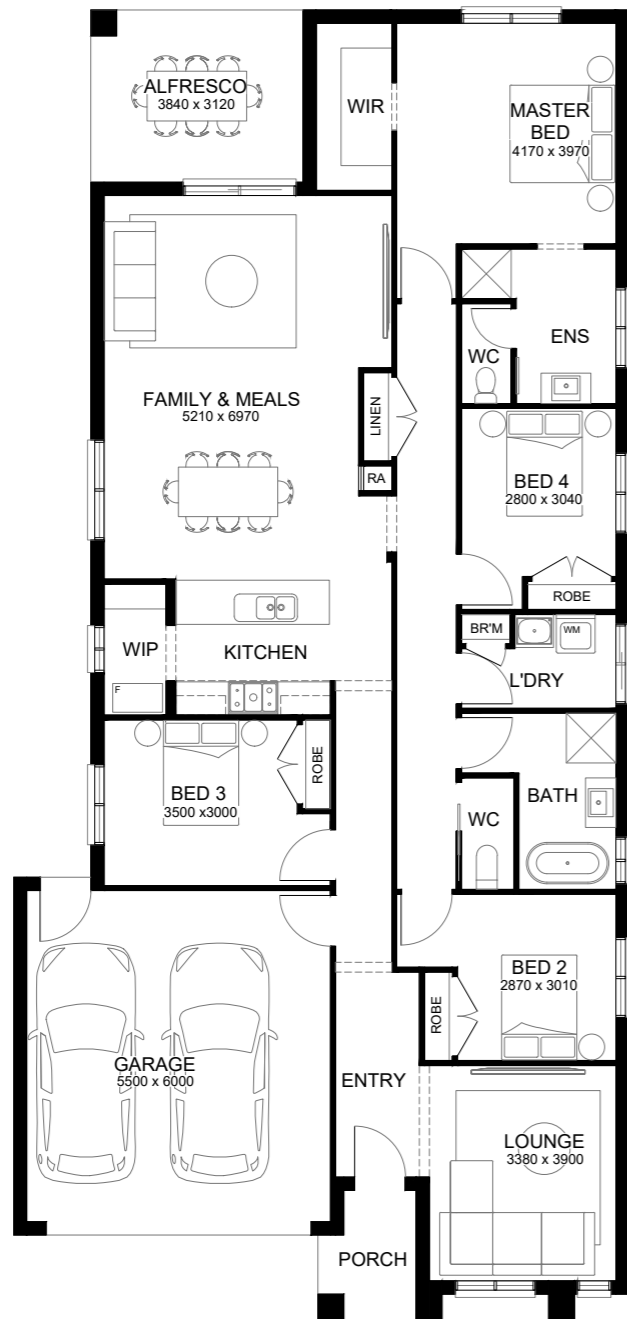 ALFRESCO
3840 x 3120
WIR
MASTER
BED
4170 x 3970
ENS
WC
FAMILY & MEALS
5210 x 6970
LINEN
RA
BED 4
2800 x 3040
ROBE
BR'M
WM
L'DRY
WIP
F
KITCHEN
BED 3
3500 x3000
ROBE
BATH
WC
BED 2
2870 x 3010
ROBE
GARAGE
5500 x 6000
ENTRY
LOUNGE
3380 x 3900
PORCH